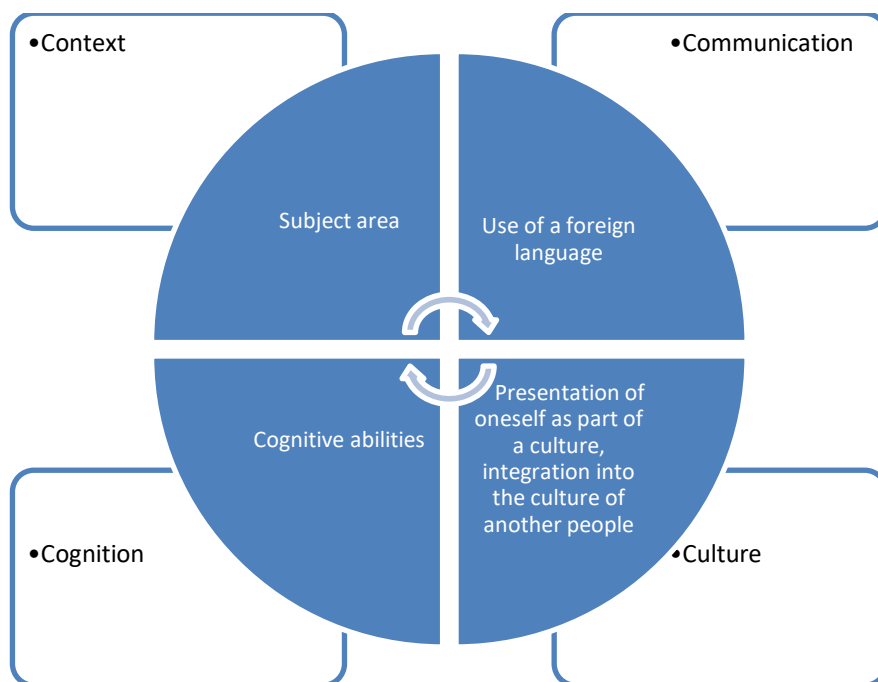 •Context
•Communication
Subject area
Use of a foreign
language
Cognitive abilities
Presentation of
oneself as part of
a culture,
integration into
the culture of
another people
•Cognition
•Culture